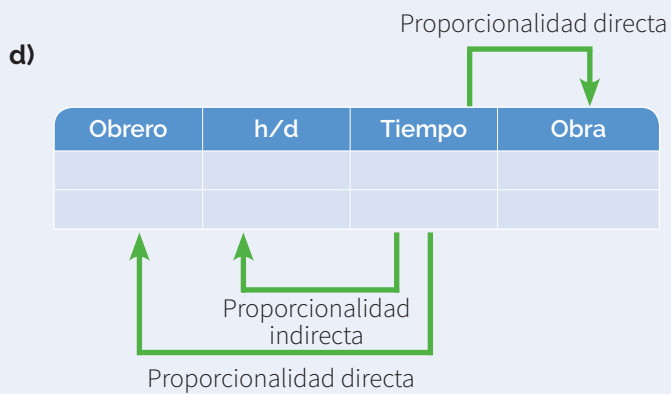 Proporcionalidad directa
d)
Obrero h/d Tiempo Obra
Proporcionalidad
indirecta
Proporcionalidad directa